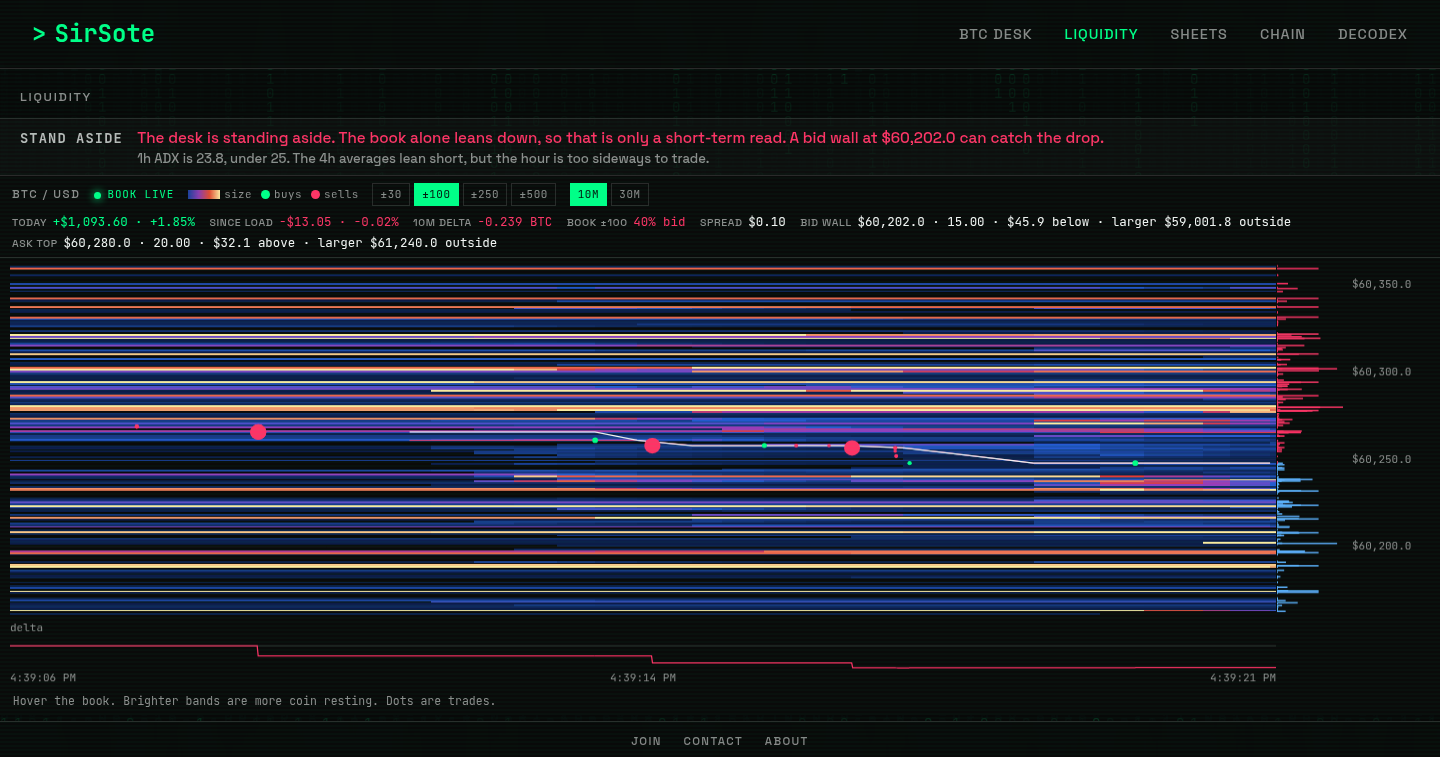 > SirSote
BTC DESK LIQUIDITY SHEETS CHAIN DECODEX
LIQUIDITY
STAND ASIDE The desk is standing aside. The book alone leans down, so that is only a short-term read. A bid wall at $60,202.0 can catch the drop.
1h ADX is 23.8, under 25. The 4h averages lean short, but the hour is too sideways to trade.
BTC / USD BOOK LIVE size buys sells ±30 ±100 ±250 ±500 10M 30M
TODAY +$1,093.60 · +1.85% SINCE LOAD -$13.05 · -0.02% 10M DELTA -0.239 BTC BOOK ±100 40% bid SPREAD $0.10 BID WALL $60,202.0 · 15.00 · $45.9 below · larger $59,001.8 outside
ASK TOP $60,280.0 · 20.00 · $32.1 above · larger $61,240.0 outside
$60,350.0
$60,300.0
$60,250.0
$60,200.0
delta
4:39:06 PM 4:39:14 PM 4:39:21 PM
Hover the book. Brighter bands are more coin resting. Dots are trades.
JOIN CONTACT ABOUT